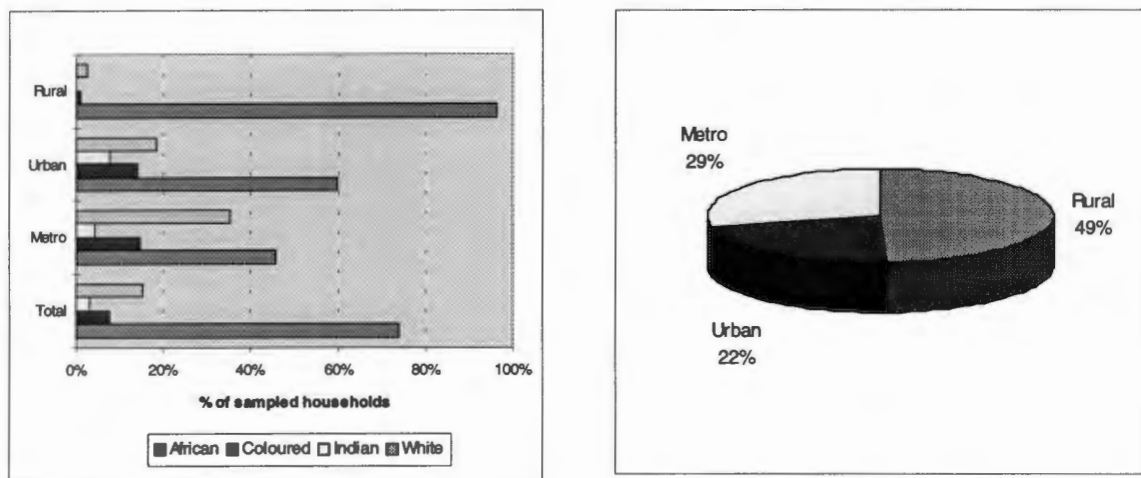 Rural
Urban
Metro
Total
0% 20% 40% 60% 80% 100%
% of sampled households
African Coloured Indian White
Metro
29%
Rural
49%
Urban
22%